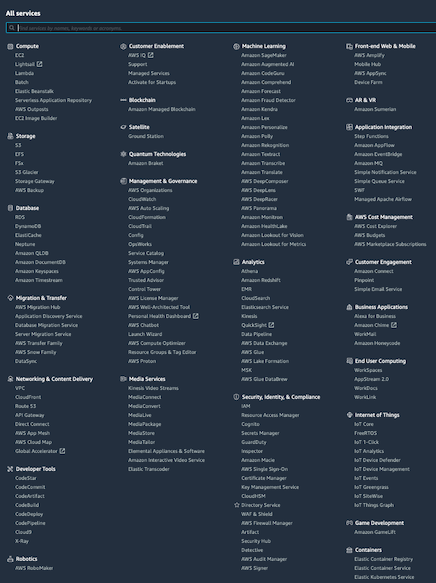 All services
Find services by name, keywords or acronyms.
Compute
EC2
Lightsail
Lambda
Batch
Elastic Beanstalk
Serverless Application Repository
AWS Outposts
EC2 Image Builder
Storage
S3
EFS
FSx
S3 Glacier
Storage Gateway
AWS Backup
Database
RDS
DynamoDB
ElastiCache
Neptune
Amazon QLDB
Amazon DocumentDB
Amazon Keyspaces
Amazon Timestream
Migration & Transfer
AWS Migration Hub
Application Discovery Service
Database Migration Service
Server Migration Service
AWS Transfer Family
AWS Snow Family
DataSync
Networking & Content Delivery
VPC
CloudFront
Route 53
API Gateway
Direct Connect
AWS App Mesh
AWS Cloud Map
Global Accelerator
Developer Tools
CodeStar
CodeCommit
CodeArtifact
CodeBuild
CodeDeploy
CodePipeline
Cloud9
X-Ray
Robotics
AWS RoboMaker
Customer Enablement
AWS IQ
Support
Managed Services
Activate for Startups
Blockchain
Amazon Managed Blockchain
Satellite
Ground Station
Quantum Technologies
Amazon Braket
Management & Governance
AWS Organizations
CloudWatch
AWS Auto Scaling
CloudFormation
CloudTrail
Config
OpsWorks
Service Catalog
Systems Manager
AWS AppConfig
Trusted Advisor
Control Tower
AWS License Manager
AWS Well-Architected Tool
Personal Health Dashboard
AWS Chatbot
Launch Wizard
AWS Compute Optimizer
Resource Groups & Tag Editor
AWS Proton
Media Services
Kinesis Video Streams
MediaConnect
MediaConvert
MediaLive
MediaPackage
MediaStore
MediaTailor
Elemental Appliances & Software
Amazon Interactive Video Service
Elastic Transcoder
Machine Learning
Amazon SageMaker
Amazon Augmented AI
Amazon CodeGuru
Amazon Comprehend
Amazon Forecast
Amazon Fraud Detector
Amazon Kendra
Amazon Lex
Amazon Personalize
Amazon Polly
Amazon Rekognition
Amazon Textract
Amazon Transcribe
Amazon Translate
AWS DeepComposer
AWS DeepLens
AWS DeepRacer
AWS Panorama
Amazon Monitron
Amazon HealthLake
Amazon Lookout for Vision
Amazon Lookout for Metrics
Analytics
Athena
Amazon Redshift
EMR
CloudSearch
Elasticsearch Service
Kinesis
QuickSight
Data Pipeline
AWS Data Exchange
AWS Glue
AWS Lake Formation
MSK
AWS Glue DataBrew
Security, Identity, & Compliance
IAM
Resource Access Manager
Cognito
Secrets Manager
GuardDuty
Inspector
Amazon Macie
AWS Single Sign-On
Certificate Manager
Key Management Service
CloudHSM
Directory Service
WAF & Shield
AWS Firewall Manager
Artifact
Security Hub
Detective
AWS Audit Manager
AWS Signer
Front-end Web & Mobile
AWS Amplify
Mobile Hub
AWS AppSync
Device Farm
AR & VR
Amazon Sumerian
Application Integration
Step Functions
Amazon AppFlow
Amazon EventBridge
Amazon MQ
Simple Notification Service
Simple Queue Service
SWF
Managed Apache Airflow
AWS Cost Management
AWS Cost Explorer
AWS Budgets
AWS Marketplace Subscriptions
Customer Engagement
Amazon Connect
Pinpoint
Simple Email Service
Business Applications
Alexa for Business
Amazon Chime
WorkMail
Amazon Honeycode
End User Computing
WorkSpaces
AppStream 2.0
WorkDocs
WorkLink
Internet of Things
IoT Core
FreeRTOS
IoT 1-Click
IoT Analytics
IoT Device Defender
IoT Device Management
IoT Events
IoT Greengrass
IoT SiteWise
IoT Things Graph
Game Development
Amazon GameLift
Containers
Elastic Container Registry
Elastic Container Service
Elastic Kubernetes Service